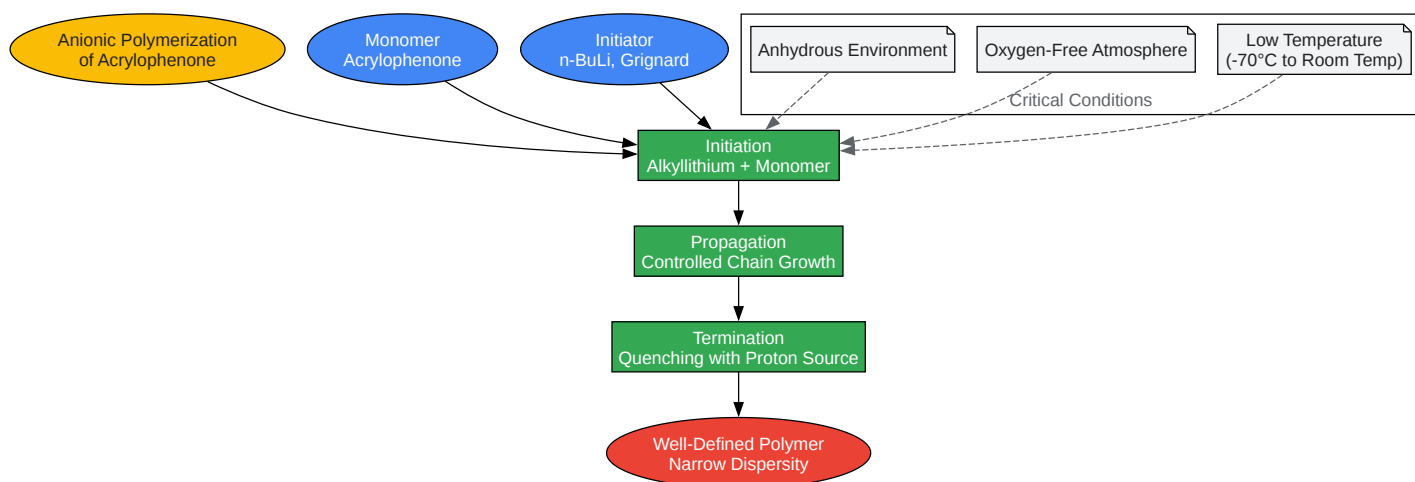 Anionic Polymerization
of Acrylophenone
Monomer
Acrylophenone
Initiator
n-BuLi, Grignard
Anhydrous Environment
Oxygen-Free Atmosphere
Low Temperature
(-70°C to Room Temp)
Critical Conditions
Initiation
Alkyllithium + Monomer
Propagation
Controlled Chain Growth
Termination
Quenching with Proton Source
Well-Defined Polymer
Narrow Dispersity